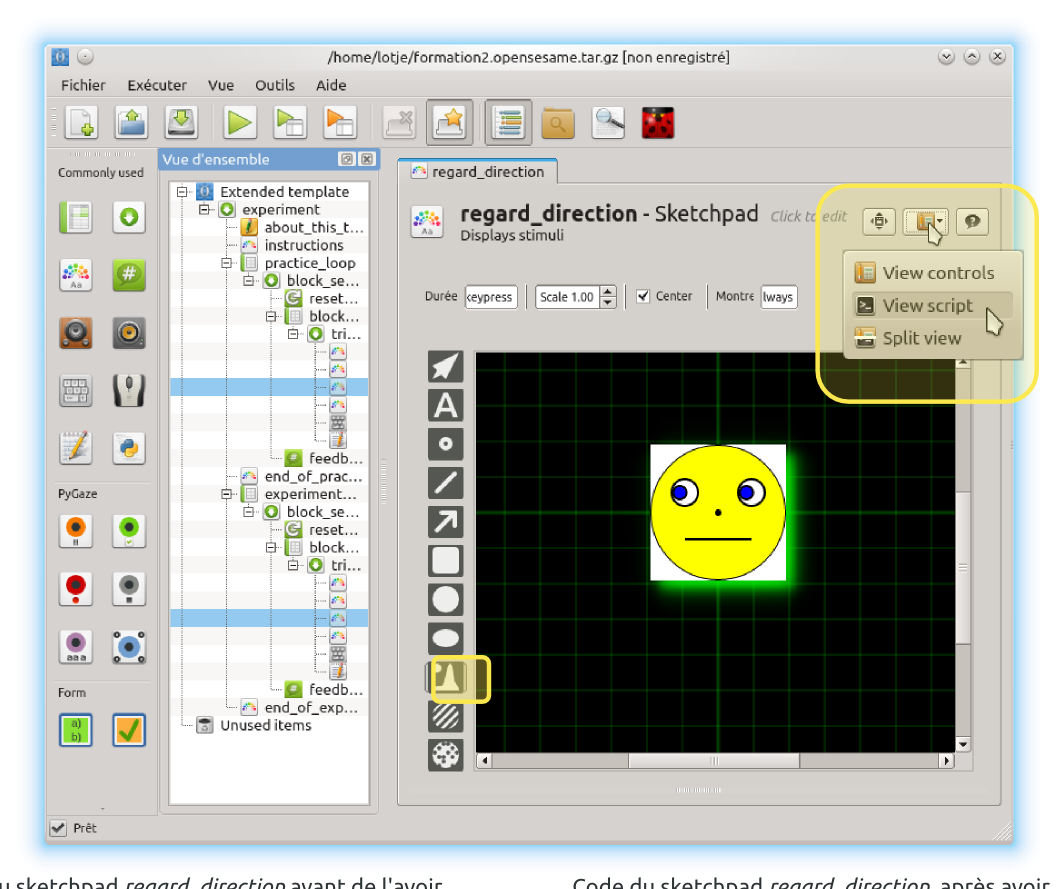 /home/lotje/formation2.opensesame.tar.gz [non enregistré]
Fichier Exécuter Vue Outils Aide
Commonly used
PyGaze
Form
a)
b)
Vue d'ensemble
Extended template
experiment
about_this_t...
instructions
practice_loop
block_se...
reset...
block...
tri...
feedb...
end_of_prac...
experiment...
block_se...
reset...
block...
tri...
feedb...
end_of_exp...
Unused items
regard_direction
regard_direction - Sketchpad Click to edit
Displays stimuli
View controls
View script
Split view
Durée keypress Scale 1.00 Center Montre lways
Prêt
u sketchpad regard_direction avant de l'avoir
Code du sketchpad regard_direction, après avoir